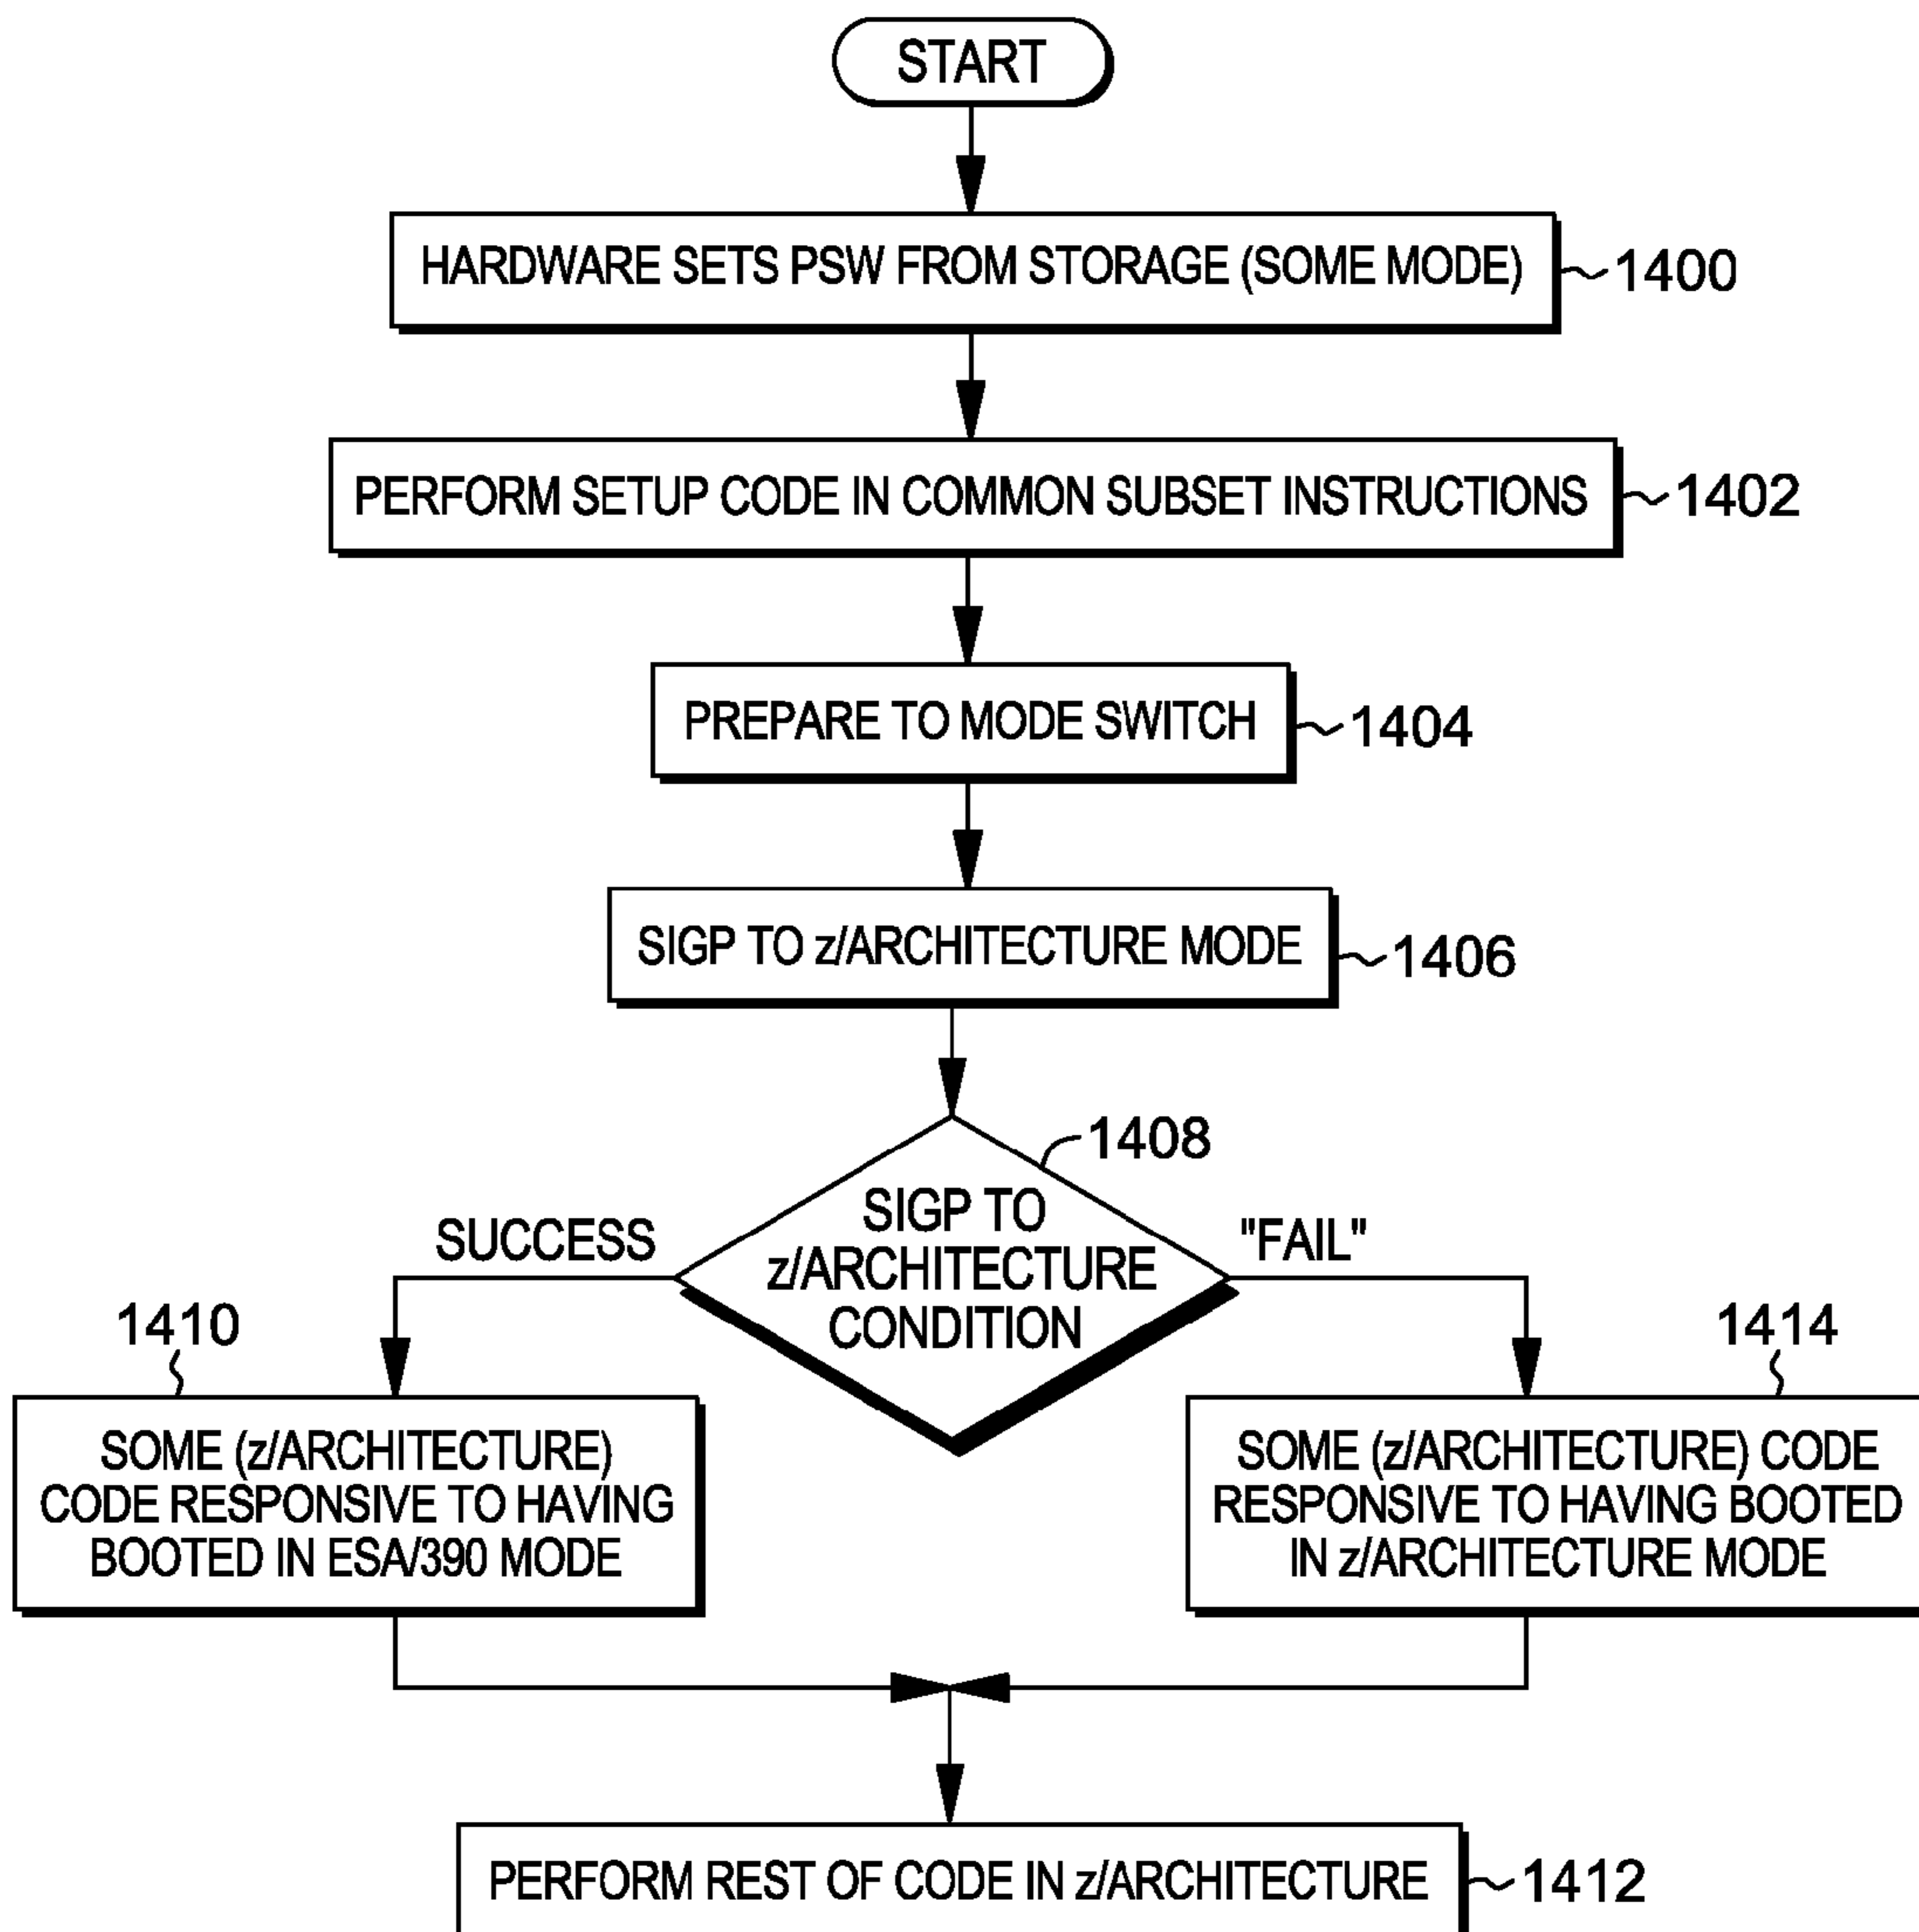 START
HARDWARE SETS PSW FROM STORAGE (SOME MODE)
1400
PERFORM SETUP CODE IN COMMON SUBSET INSTRUCTIONS
1402
PREPARE TO MODE SWITCH
1404
SIGP TO z/ARCHITECTURE MODE
1406
1408
SIGP TO
z/ARCHITECTURE
CONDITION
SUCCESS
"FAIL"
1410
SOME (z/ARCHITECTURE)
CODE RESPONSIVE TO HAVING
BOOTED IN ESA/390 MODE
1414
SOME (z/ARCHITECTURE) CODE
RESPONSIVE TO HAVING BOOTED
IN z/ARCHITECTURE MODE
PERFORM REST OF CODE IN z/ARCHITECTURE
1412